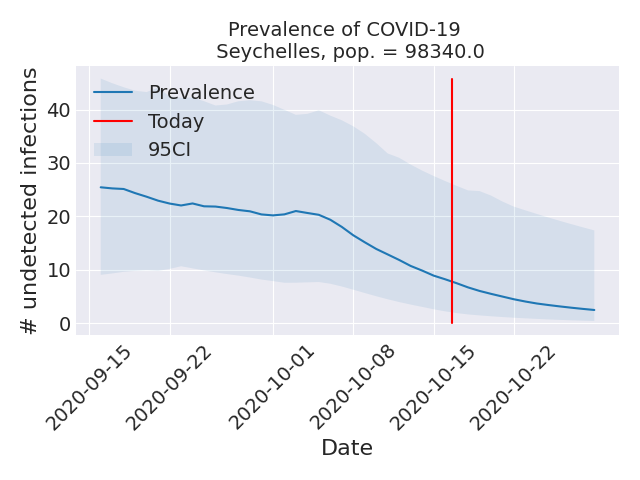 Prevalence of COVID-19
Seychelles, pop. = 98340.0
# undetected infections
40
30
20
10
0
Prevalence
Today
95CI
2020-09-15
2020-09-22
2020-10-01
2020-10-08
2020-10-15
2020-10-22
Date